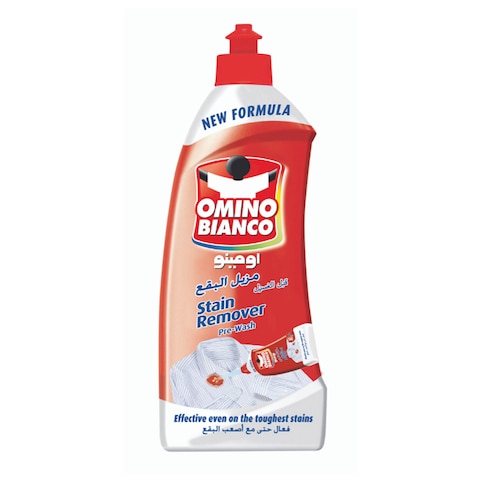 NEW FORMULA
OMINO
BIANCO
اومينو
مزيل البقع
قبل الغسيل
Stain
Remover
Pre-Wash
Effective even on the toughest stains
فعال حتى مع أصعب البقع